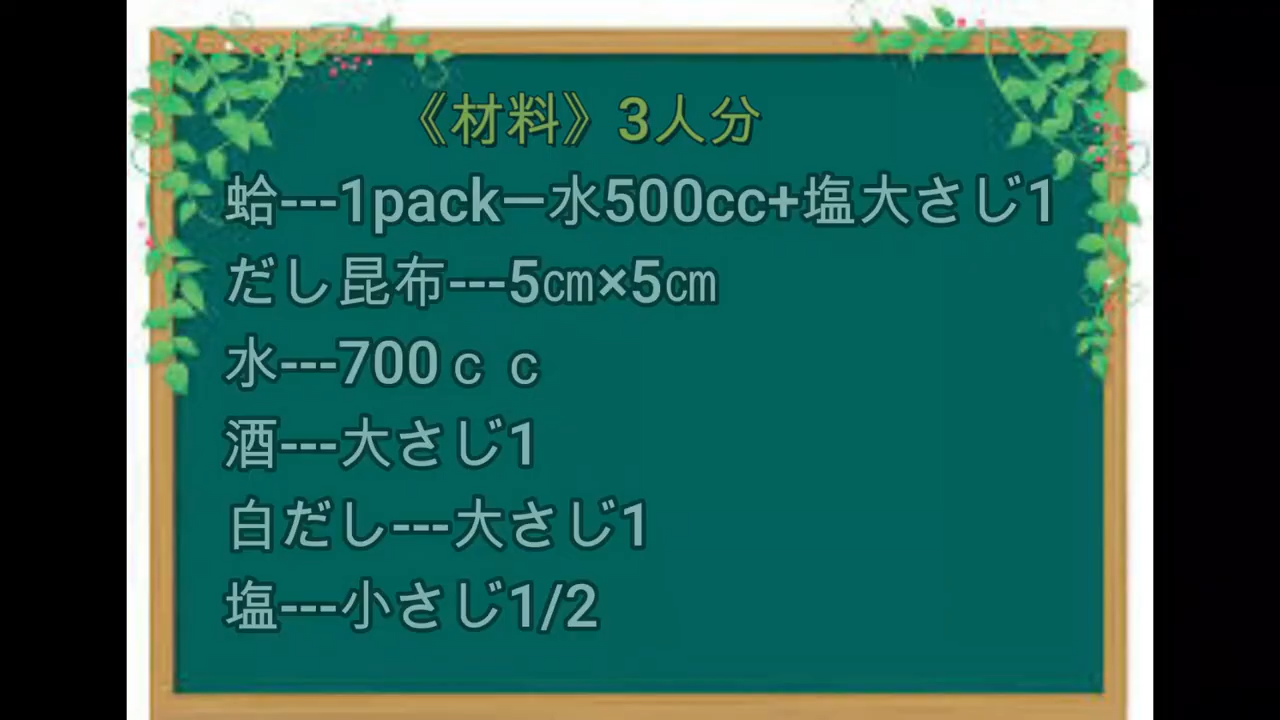 《材料》3人分
蛤---1packー水500cc+塩大さじ1
だし昆布---5㎝×5㎝
水---700ｃｃ
酒---大さじ1
白だし---大さじ1
塩---小さじ1/2